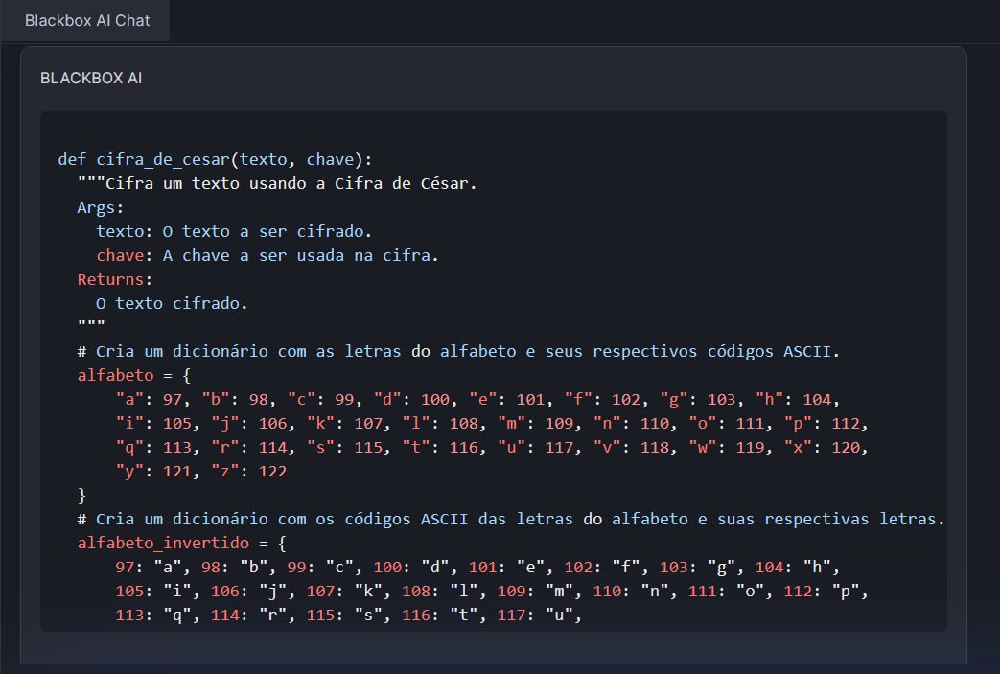 Blackbox AI Chat
BLACKBOX AI
def cifra_de_cesar(texto, chave):
  """Cifra um texto usando a Cifra de César.
  Args:
    texto: O texto a ser cifrado.
    chave: A chave a ser usada na cifra.
  Returns:
    O texto cifrado.
  """
  # Cria um dicionário com as letras do alfabeto e seus respectivos códigos ASCII.
  alfabeto = {
      "a": 97, "b": 98, "c": 99, "d": 100, "e": 101, "f": 102, "g": 103, "h": 104,
      "i": 105, "j": 106, "k": 107, "l": 108, "m": 109, "n": 110, "o": 111, "p": 112,
      "q": 113, "r": 114, "s": 115, "t": 116, "u": 117, "v": 118, "w": 119, "x": 120,
      "y": 121, "z": 122
  }
  # Cria um dicionário com os códigos ASCII das letras do alfabeto e suas respectivas letras.
  alfabeto_invertido = {
      97: "a", 98: "b", 99: "c", 100: "d", 101: "e", 102: "f", 103: "g", 104: "h",
      105: "i", 106: "j", 107: "k", 108: "l", 109: "m", 110: "n", 111: "o", 112: "p",
      113: "q", 114: "r", 115: "s", 116: "t", 117: "u",